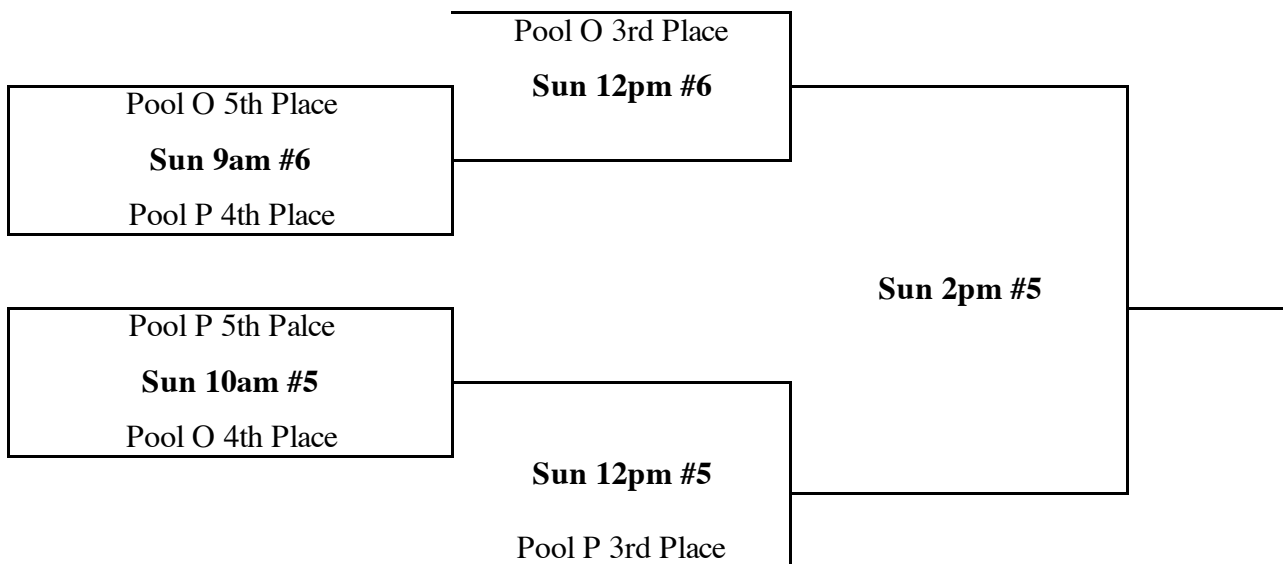 Pool O 3rd Place
Sun 12pm #6
Pool O 5th Place
Sun 9am #6
Pool P 4th Place
Sun 2pm #5
Pool P 5th Palce
Sun 10am #5
Pool O 4th Place
Sun 12pm #5
Pool P 3rd Place